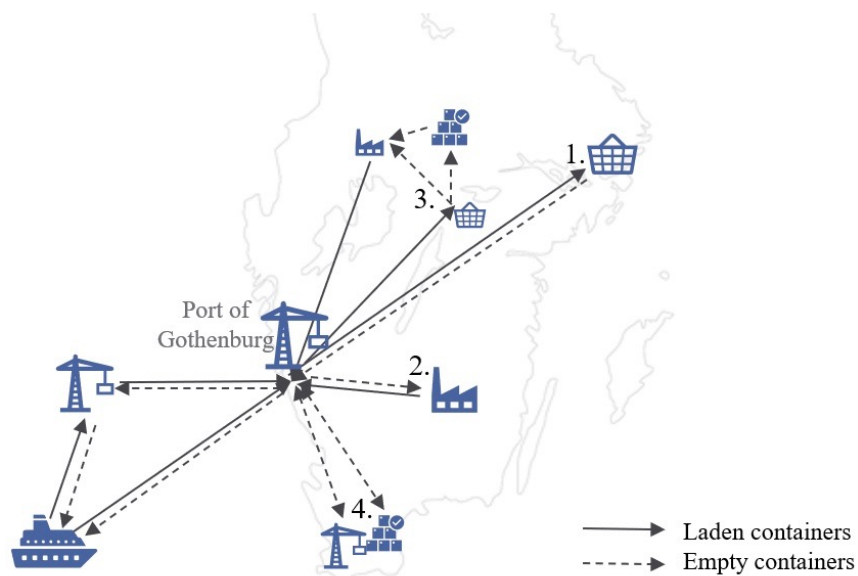 1.
3.
Port of
Gothenburg
2.
4.
Laden containers
Empty containers